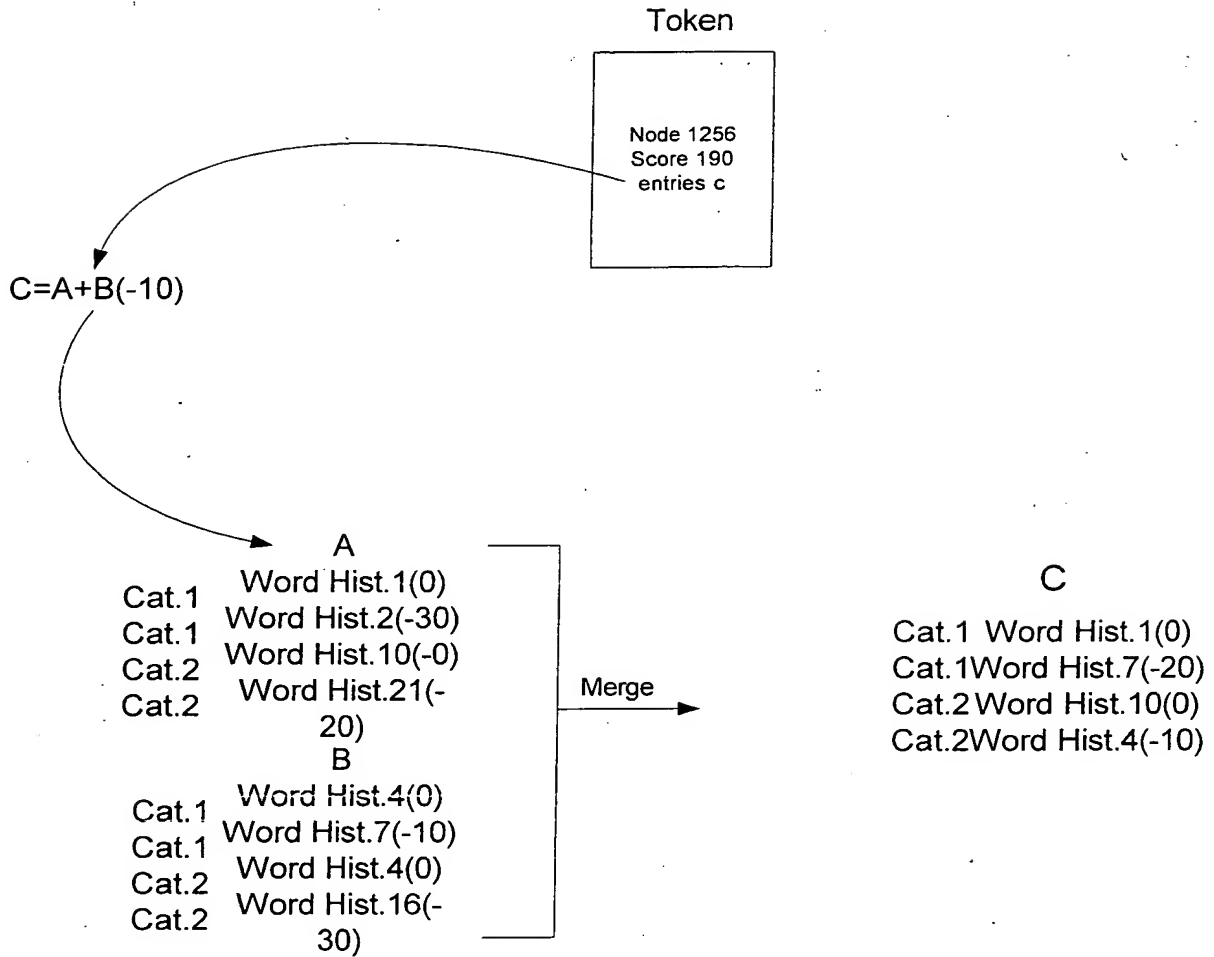 Token
Node 1256
Score 190
entries c
C=A+B(-10)
A
Cat.1 Word Hist.1(0)
Cat.1 Word Hist.2(-30)
Cat.2 Word Hist.10(-0)
Cat.2 Word Hist.21(-
20)
B
Cat.1 Word Hist.4(0)
Cat.1 Word Hist.7(-10)
Cat.2 Word Hist.4(0)
Cat.2 Word Hist.16(-
30)
Merge
C
Cat.1 Word Hist.1(0)
Cat.1Word Hist.7(-20)
Cat.2 Word Hist.10(0)
Cat.2Word Hist.4(-10)